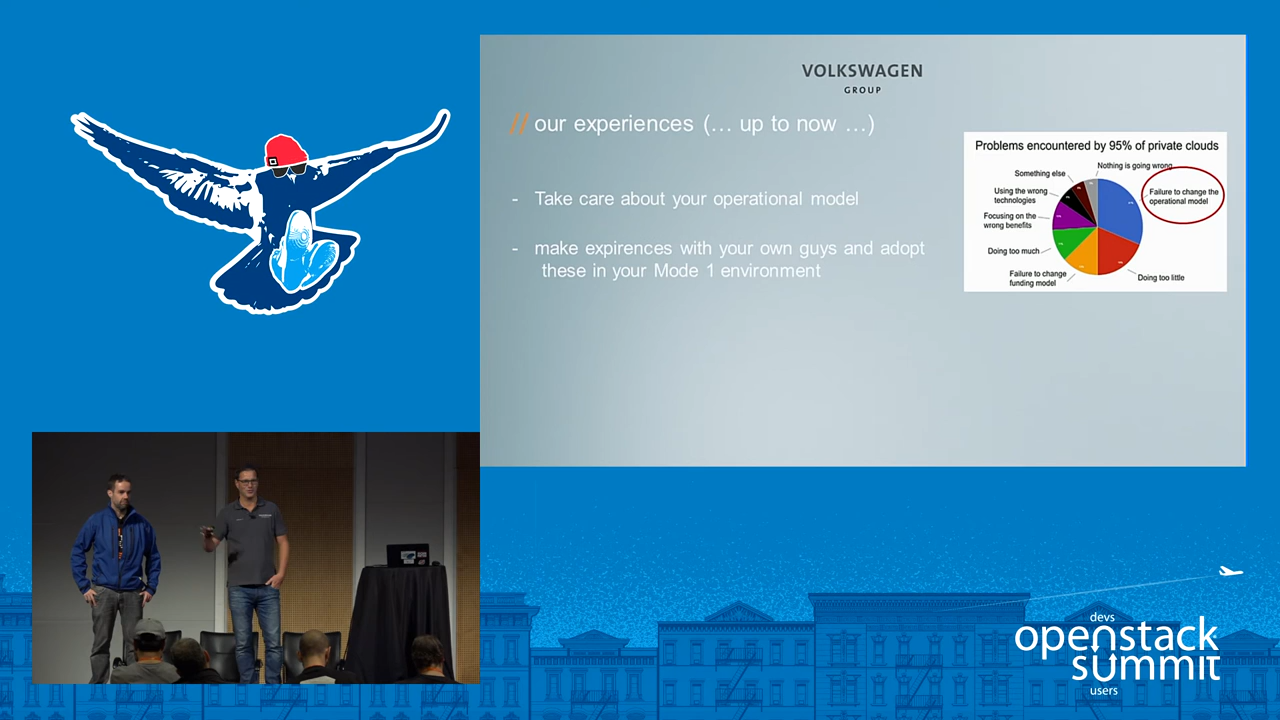 VOLKSWAGEN
GROUP
// our experiences (… up to now …)
- Take care about your operational model
- make expirences with your own guys and adopt
these in your Mode 1 environment
Problems encountered by 95% of private clouds
Nothing is going wrong
Something else
Using the wrong
technologies
Focusing on the
wrong benefits
Doing too much
Failure to change
funding model
Doing too little
Failure to change the
operational model
devs
openstack
summit
users